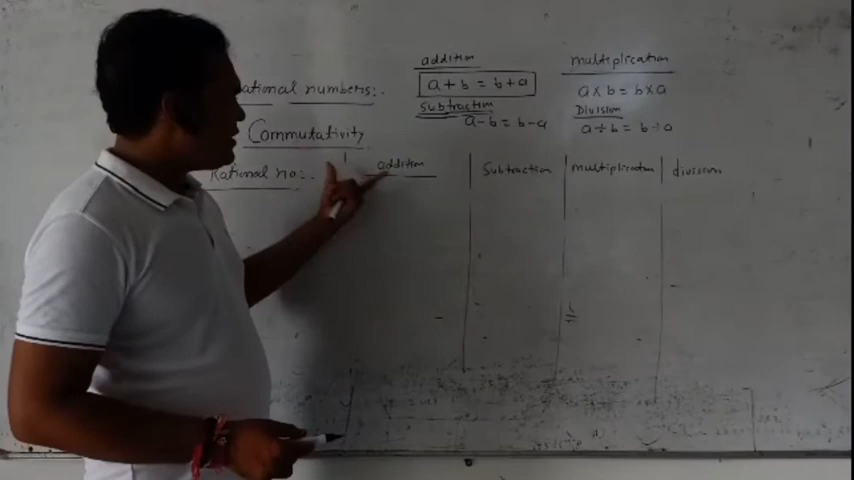 ational numbers:.
Commutativity
addition
a + b = b + a
Subtraction
a - b = b - a
multiplication
a × b = b × a
Division
a ÷ b = b ÷ a
Rational no:. addition Subtraction multiplication division